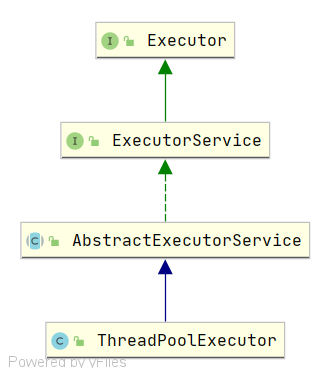 I Executor
I ExecutorService
C AbstractExecutorService
C ThreadPoolExecutor
Powered by yFiles